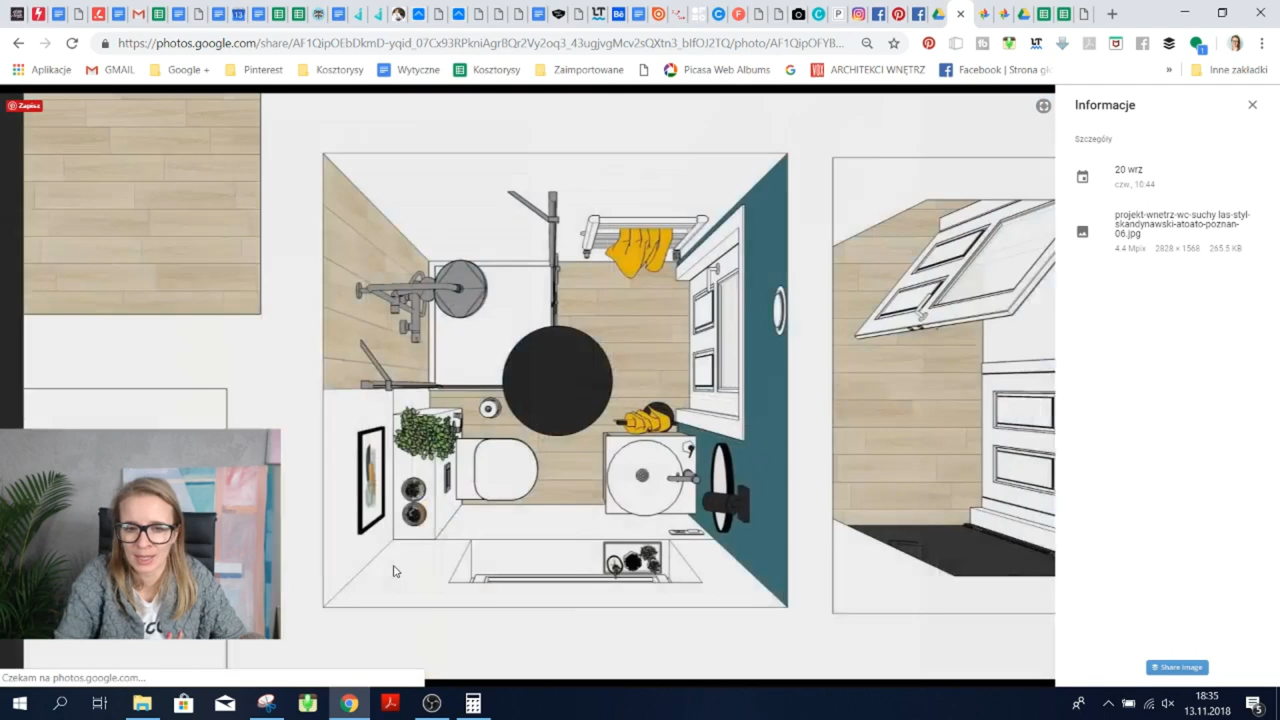 https://photos.google.com/share/AF1QipOEbrtkmD-yqid_07Cx93RPkniAgrBQr2Vy2oq3_43ugjvgMcv2sQXtn3_bIfOJ2TQ/photo/AF1QipOFYB...
Aplikacje
GMAIL
Google +
Pinterest
Kosztorysy
Wytyczne
Kosztorysy
Zaimportowane
Picasa Web Albums
ARCHITEKCI WNĘTRZ
Facebook | Strona gł
»
Inne zakładki
Zapisz
Informacje
Szczegóły
20 wrz
czw., 10:44
projekt-wnetrz-wc-suchy las-styl-
skandynawski-atoato-poznan-
06.jpg
4.4 Mpix 2828 × 1568 265.5 KB
Share image
Czekam na photos.google.com...
18:35
13.11.2018